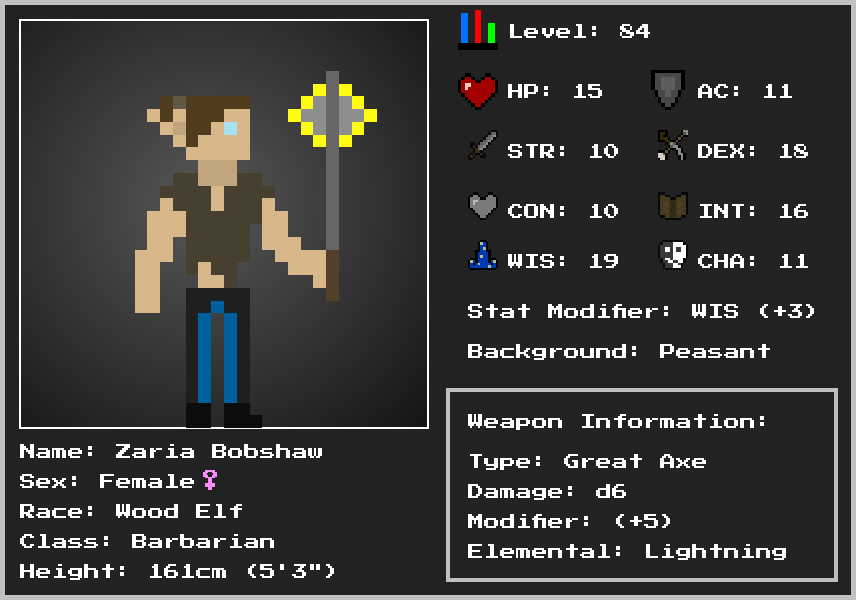 Level: 84
HP: 15
AC: 11
STR: 10
DEX: 18
CON: 10
INT: 16
WIS: 19
CHA: 11
Stat Modifier: WIS (+3)
Background: Peasant
Weapon Information:
Type: Great Axe
Damage: d6
Modifier: (+5)
Elemental: Lightning
Name: Zaria Bobshaw
Sex: Female♀
Race: Wood Elf
Class: Barbarian
Height: 161cm (5'3")